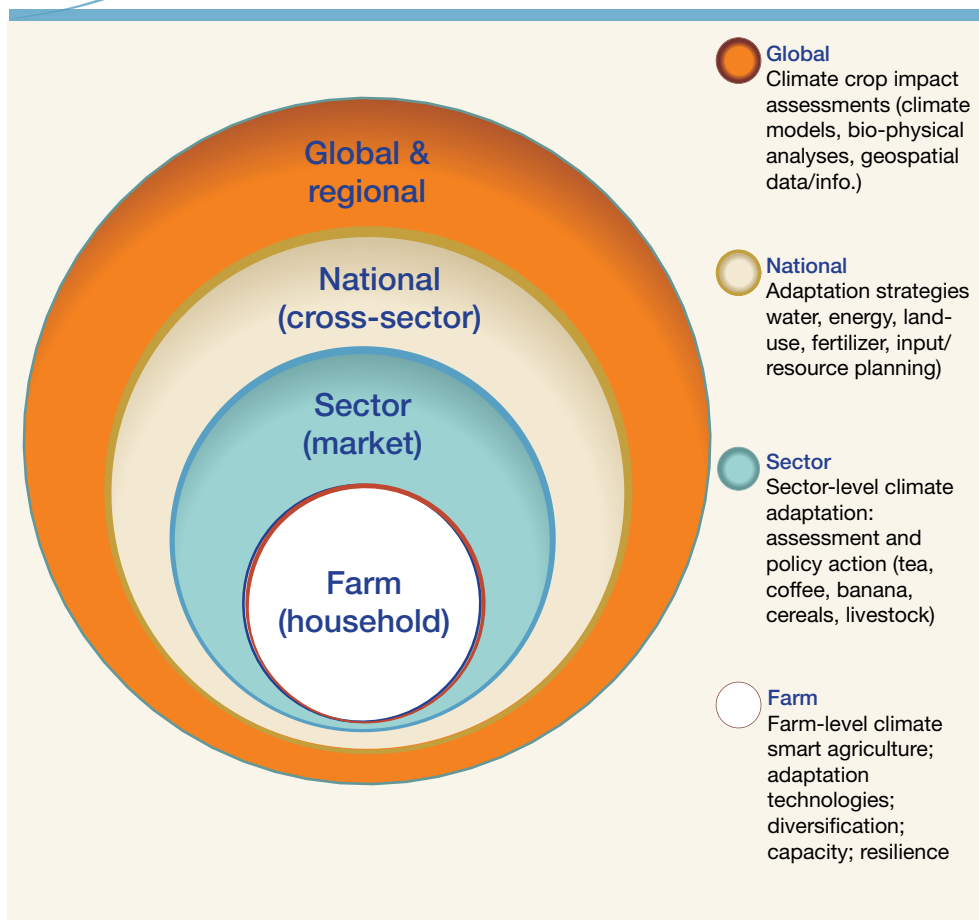 Global &
regional
National
(cross-sector)
Sector
(market)
Farm
(household)
Global
Climate crop impact
assessments (climate
models, bio-physical
analyses, geospatial
data/info.)
National
Adaptation strategies
water, energy, land-
use, fertilizer, input/
resource planning)
Sector
Sector-level climate
adaptation:
assessment and
policy action (tea,
coffee, banana,
cereals, livestock)
Farm
Farm-level climate
smart agriculture;
adaptation
technologies;
diversification;
capacity; resilience